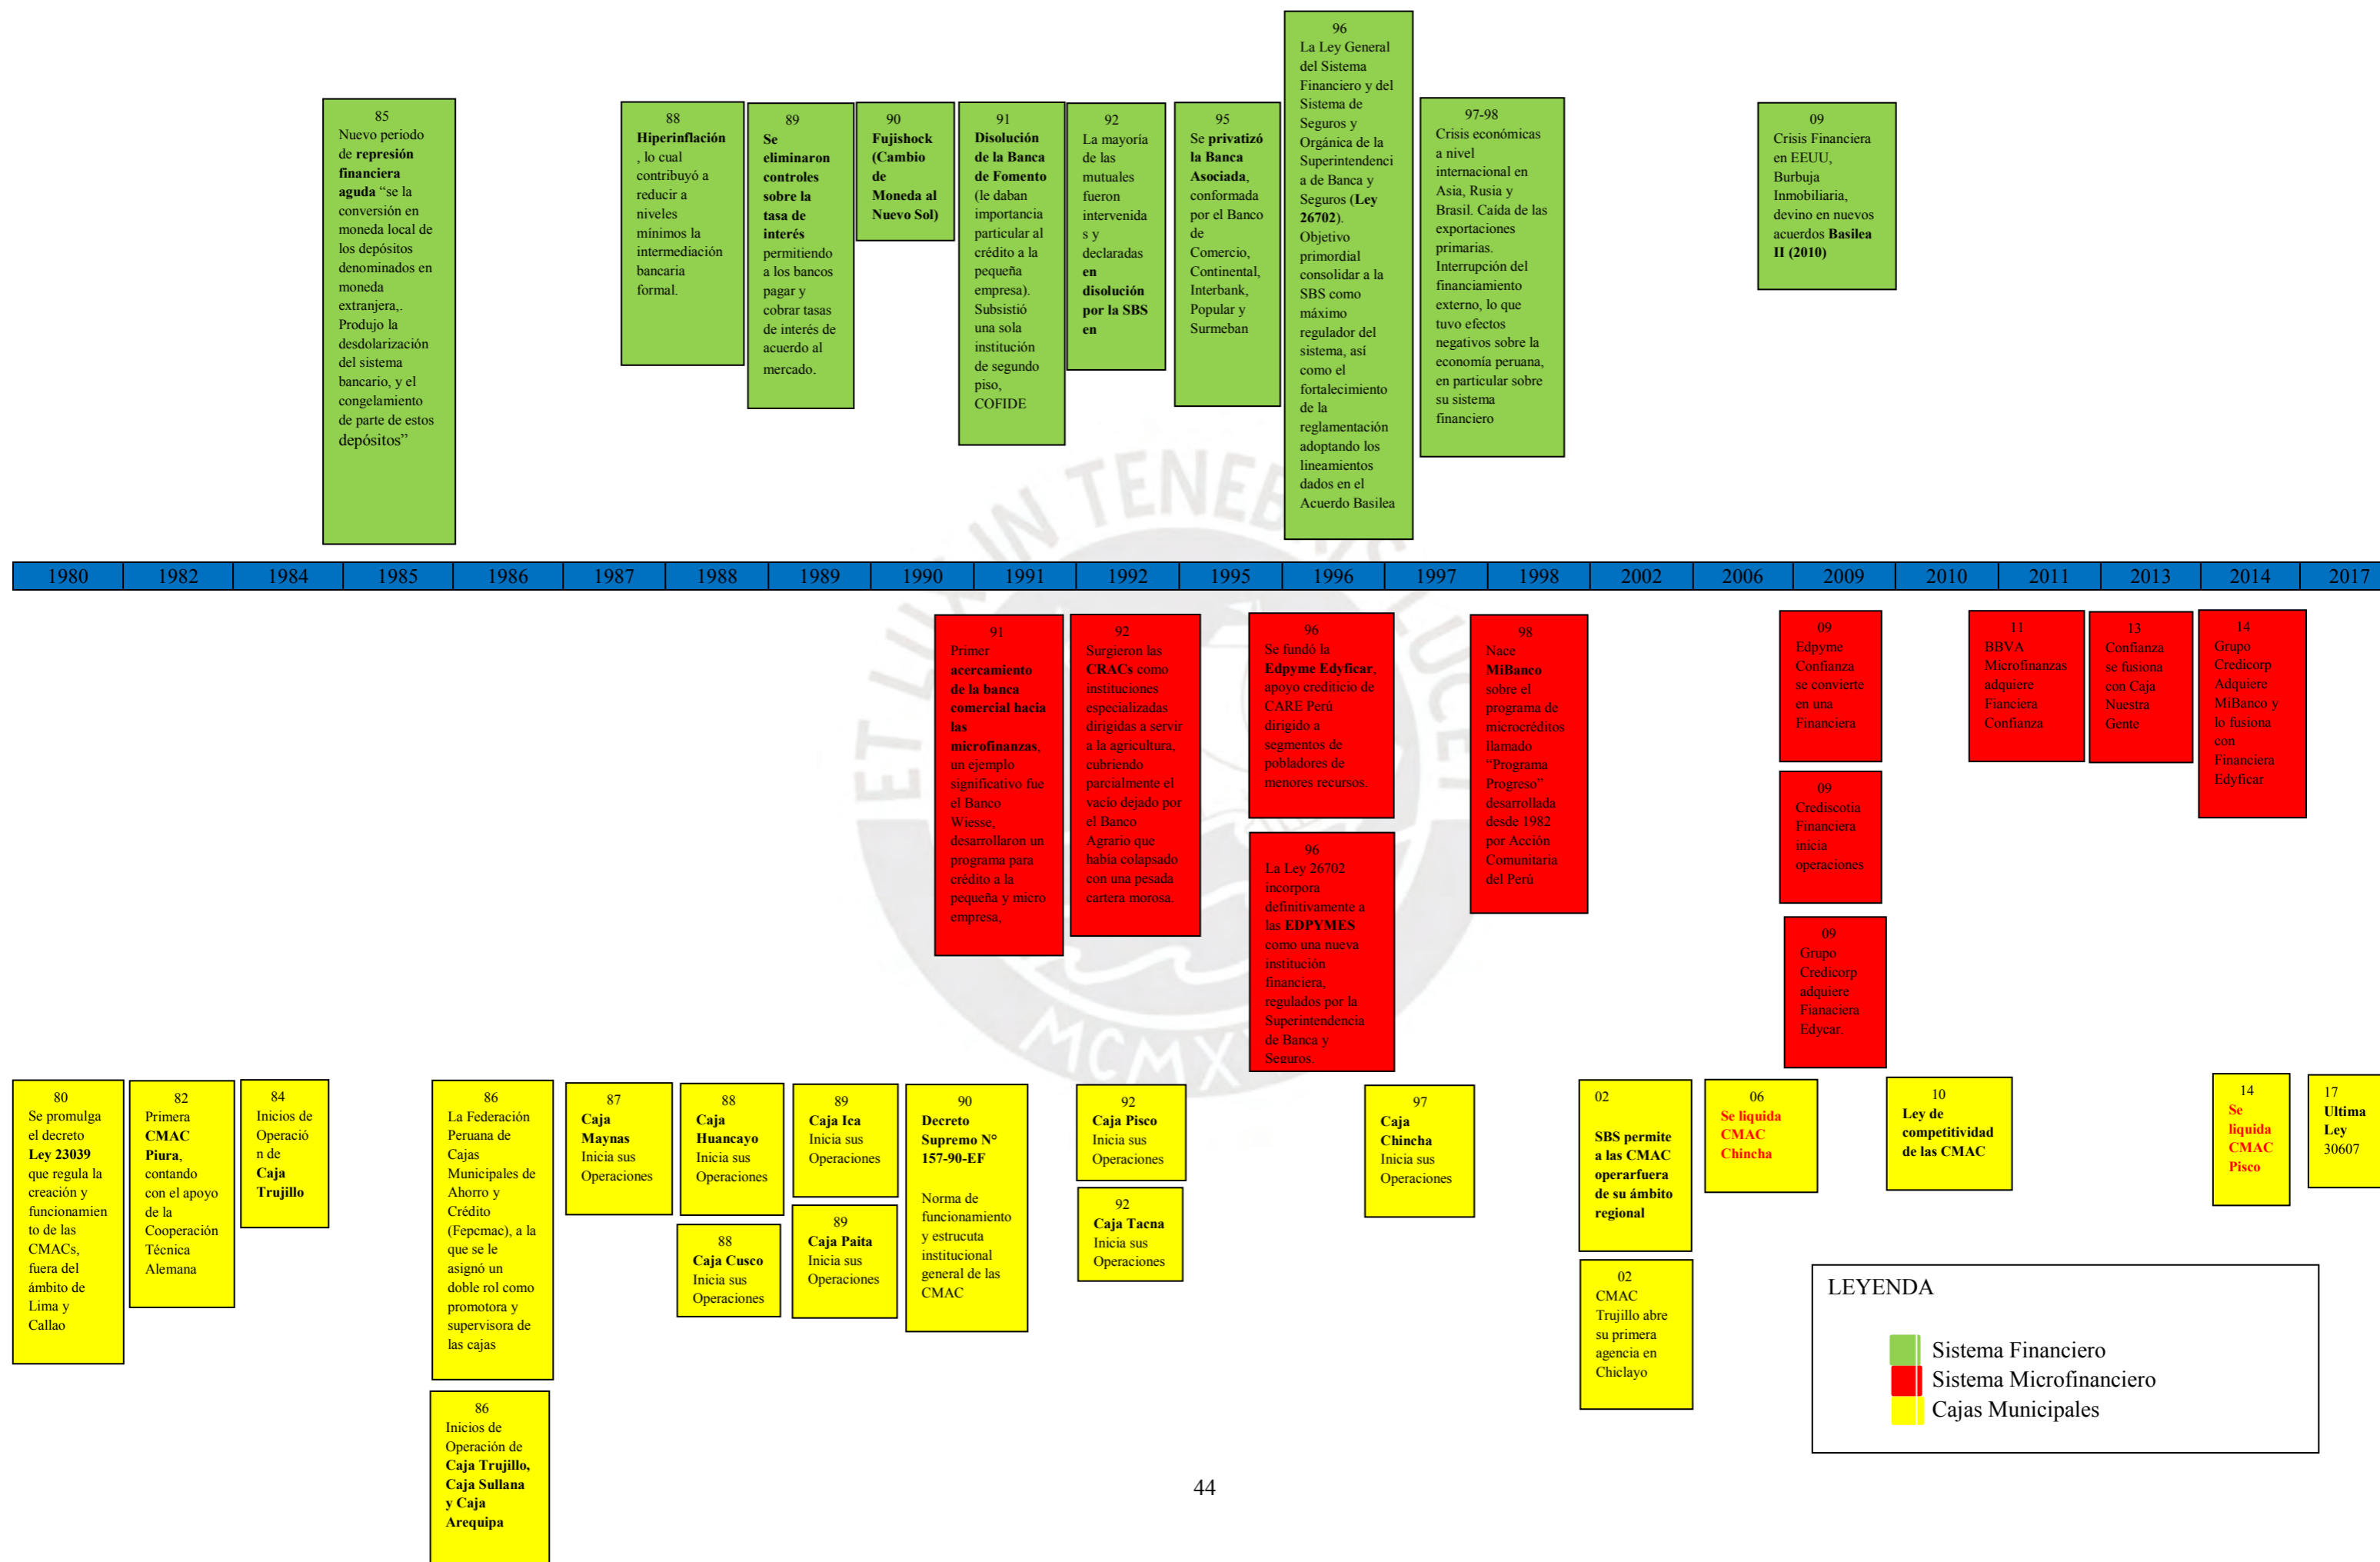 85
Nuevo periodo
de represión
financiera
aguda “se la
conversión en
moneda local de
los depósitos
denominados en
moneda
extranjera,.
Produjo la
desdolarización
del sistema
bancario, y el
congelamiento
de parte de estos
depósitos”
88
Hiperinflación
, lo cual
contribuyó a
reducir a
niveles
mínimos la
intermediación
bancaria
formal.
89
Se
eliminaron
controles
sobre la
tasa de
interés
permitiendo
a los bancos
pagar y
cobrar tasas
de interés de
acuerdo al
mercado.
90
Fujishock
(Cambio
de
Moneda al
Nuevo Sol)
91
Disolución
de la Banca
de Fomento
(le daban
importancia
particular al
crédito a la
pequeña
empresa).
Subsistió
una sola
institución
de segundo
piso,
COFIDE
92
La mayoría
de las
mutuales
fueron
intervenida
s y
declaradas
en
disolución
por la SBS
en
95
Se privatizó
la Banca
Asociada,
conformada
por el Banco
de
Comercio,
Continental,
Interbank,
Popular y
Surmeban
96
La Ley General
del Sistema
Financiero y del
Sistema de
Seguros y
Orgánica de la
Superintendenci
a de Banca y
Seguros (Ley
26702).
Objetivo
primordial
consolidar a la
SBS como
máximo
regulador del
sistema, así
como el
fortalecimiento
de la
reglamentación
adoptando los
lineamientos
dados en el
Acuerdo Basilea
97-98
Crisis económicas
a nivel
internacional en
Asia, Rusia y
Brasil. Caída de las
exportaciones
primarias.
Interrupción del
financiamiento
externo, lo que
tuvo efectos
negativos sobre la
economía peruana,
en particular sobre
su sistema
financiero
09
Crisis Financiera
en EEUU,
Burbuja
Inmobiliaria,
devino en nuevos
acuerdos Basilea
II (2010)
1980 1982 1984 1985 1986 1987 1988 1989 1990 1991 1992 1995 1996 1997 1998 2002 2006 2009 2010 2011 2013 2014 2017
91
Primer
acercamiento
de la banca
comercial hacia
las
microfinanzas,
un ejemplo
significativo fue
el Banco
Wiesse,
desarrollaron un
programa para
crédito a la
pequeña y micro
empresa,
92
Surgieron las
CRACs como
instituciones
especializadas
dirigidas a servir
a la agricultura,
cubriendo
parcialmente el
vacío dejado por
el Banco
Agrario que
había colapsado
con una pesada
cartera morosa.
96
Se fundó la
Edpyme Edyficar,
apoyo crediticio de
CARE Perú
dirigido a
segmentos de
pobladores de
menores recursos.
96
La Ley 26702
incorpora
definitivamente a
las EDPYMES
como una nueva
institución
financiera,
regulados por la
Superintendencia
de Banca y
Seguros.
98
Nace
MiBanco
sobre el
programa de
microcréditos
llamado
“Programa
Progreso”
desarrollada
desde 1982
por Acción
Comunitaria
del Perú
09
Edpyme
Confianza
se convierte
en una
Financiera
09
Crediscotia
Financiera
inicia
operaciones
09
Grupo
Credicorp
adquiere
Fianaciera
Edycar.
11
BBVA
Microfinanzas
adquiere
Fianciera
Confianza
13
Confianza
se fusiona
con Caja
Nuestra
Gente
14
Grupo
Credicorp
Adquiere
MiBanco y
lo fusiona
con
Financiera
Edyficar
80
Se promulga
el decreto
Ley 23039
que regula la
creación y
funcionamien
to de las
CMACs,
fuera del
ámbito de
Lima y
Callao
82
Primera
CMAC
Piura,
contando
con el apoyo
de la
Cooperación
Técnica
Alemana
84
Inicios de
Operació
n de
Caja
Trujillo
86
La Federación
Peruana de
Cajas
Municipales de
Ahorro y
Crédito
(Fepcmac), a la
que se le
asignó un
doble rol como
promotora y
supervisora de
las cajas
86
Inicios de
Operación de
Caja Trujillo,
Caja Sullana
y Caja
Arequipa
87
Caja
Maynas
Inicia sus
Operaciones
88
Caja
Huancayo
Inicia sus
Operaciones
88
Caja Cusco
Inicia sus
Operaciones
89
Caja Ica
Inicia sus
Operaciones
89
Caja Paita
Inicia sus
Operaciones
90
Decreto
Supremo N°
157-90-EF
Norma de
funcionamiento
y estrucuta
institucional
general de las
CMAC
92
Caja Pisco
Inicia sus
Operaciones
92
Caja Tacna
Inicia sus
Operaciones
97
Caja
Chincha
Inicia sus
Operaciones
02
SBS permite
a las CMAC
operarfuera
de su ámbito
regional
02
CMAC
Trujillo abre
su primera
agencia en
Chiclayo
06
Se liquida
CMAC
Chincha
10
Ley de
competitividad
de las CMAC
14
Se
liquida
CMAC
Pisco
17
Ultima
Ley
30607
LEYENDA
Sistema Financiero
Sistema Microfinanciero
Cajas Municipales
44